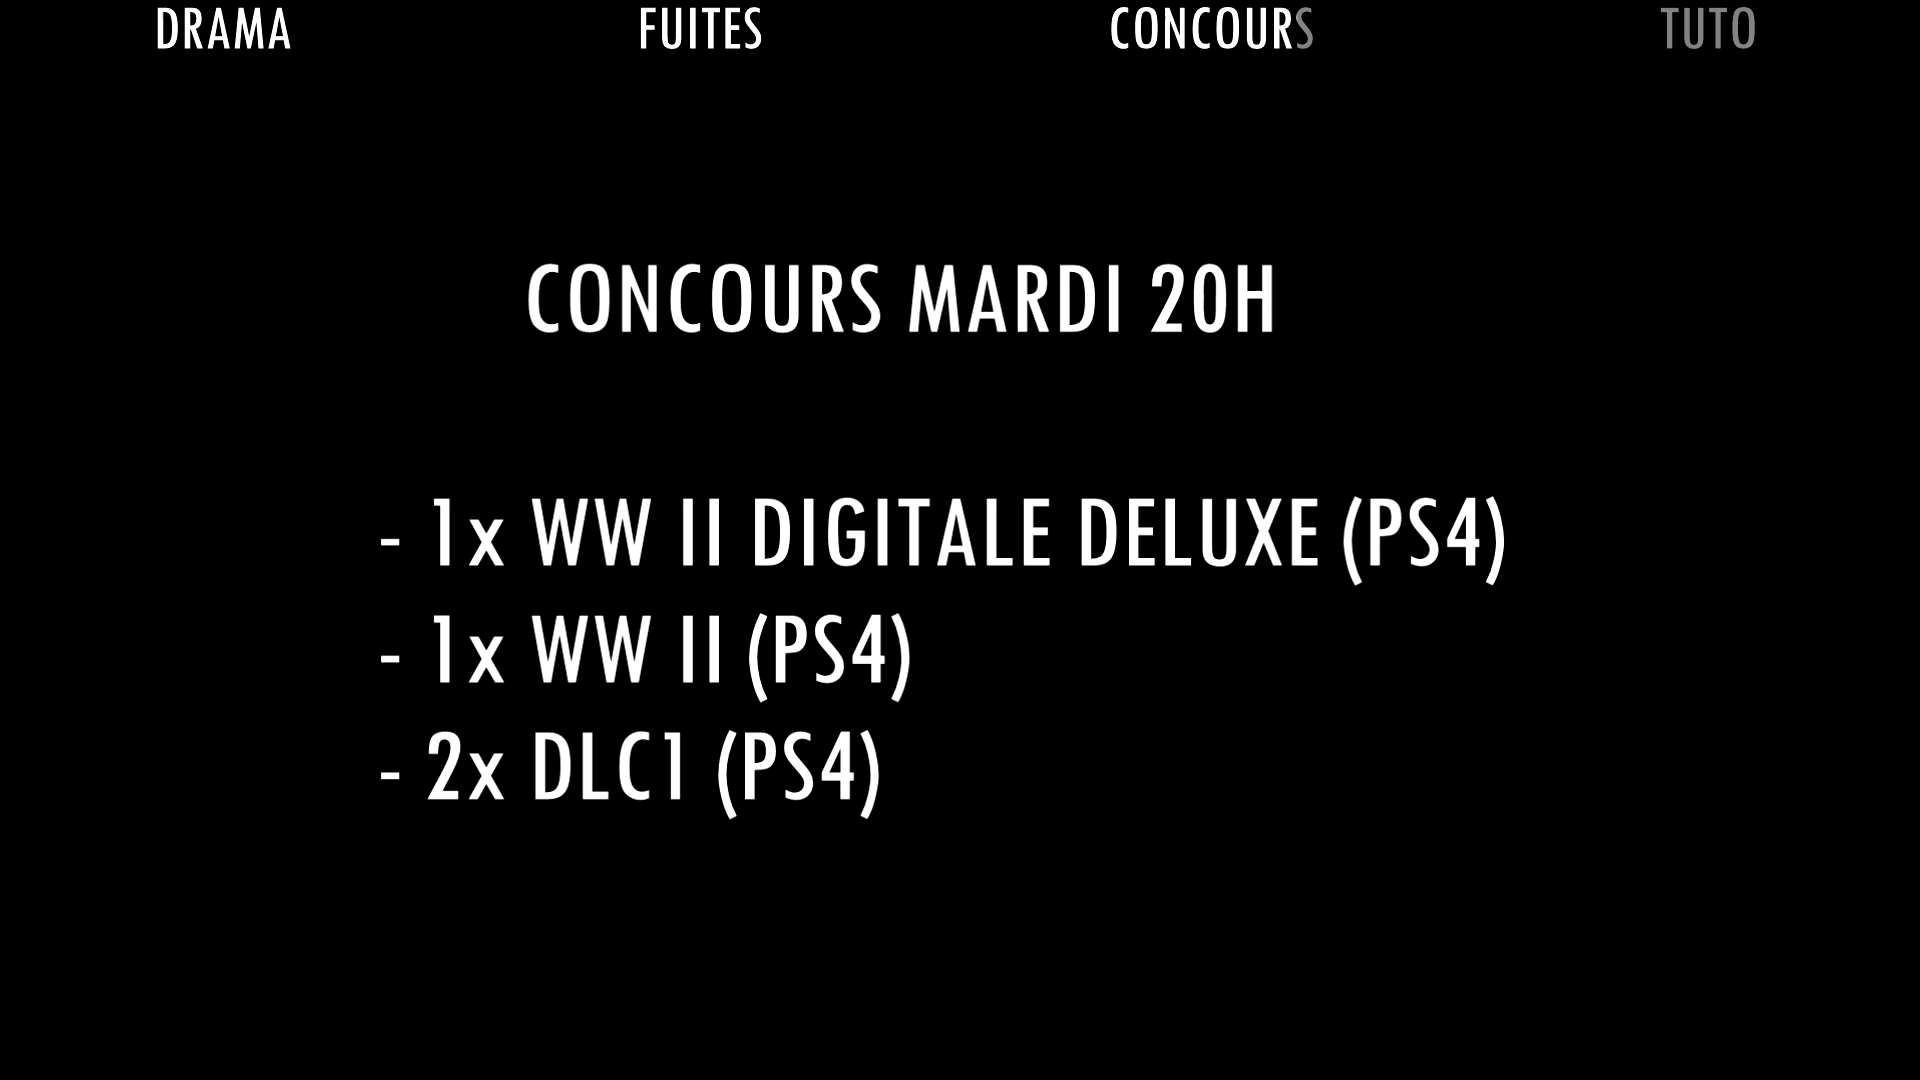 DRAMA FUITES CONCOURS TUTO
CONCOURS MARDI 20H
- 1x WW II DIGITALE DELUXE (PS4)
- 1x WW II (PS4)
- 2x DLC1 (PS4)